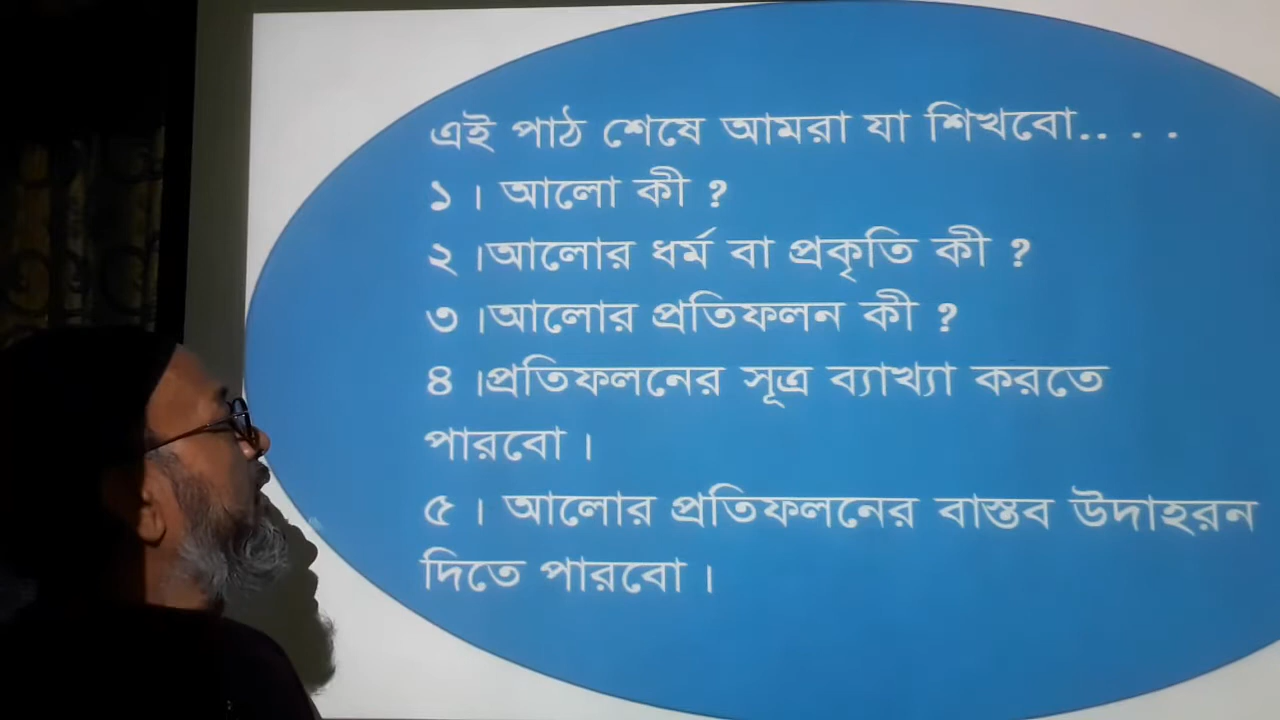 এই পাঠ শেষে আমরা যা শিখবো.. . .
১ । আলো কী ?
২ ।আলোর ধর্ম বা প্রকৃতি কী ?
৩ ।আলোর প্রতিফলন কী ?
৪ ।প্রতিফলনের সূত্র ব্যাখ্যা করতে
পারবো ।
৫ । আলোর প্রতিফলনের বাস্তব উদাহরন
দিতে পারবো ।